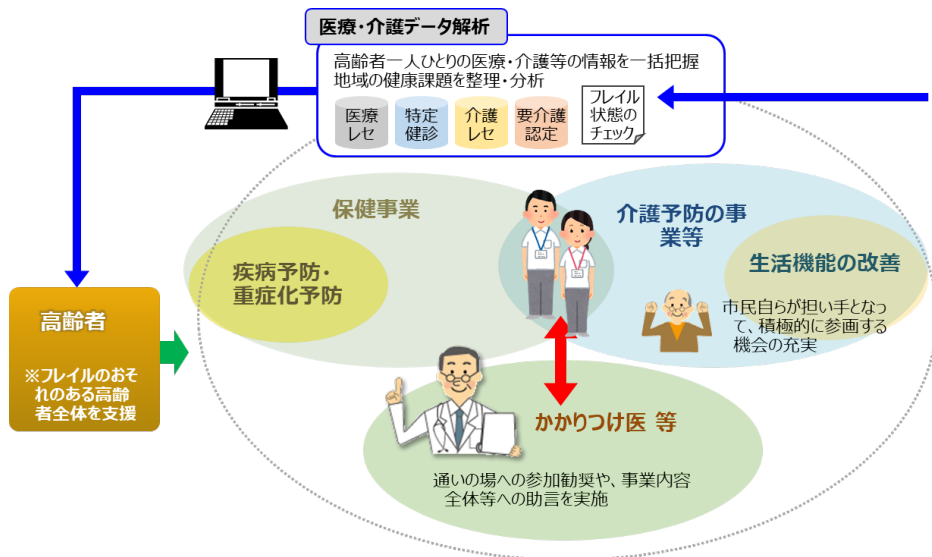 医療・介護データ解析
高齢者一人ひとりの医療・介護等の情報を一括把握
地域の健康課題を整理・分析
医療
レセ
特定
健診
介護
レセ
要介護
認定
フレイル
状態の
チェック
保健事業
介護予防の事
業等
疾病予防・
重症化予防
生活機能の改善
市民自らが担い手となっ
て、積極的に参画する
機会の充実
高齢者
※フレイルのおそ
れのある高齢
者全体を支援
かかりつけ医 等
通いの場への参加勧奨や、事業内容
全体等への助言を実施